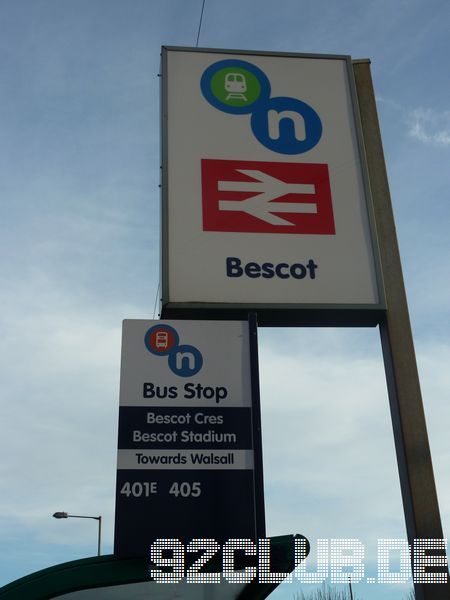 n
Bescot
n
Bus Stop
Bescot Cres
Bescot Stadium
Towards Walsall
401E 405
92CLUB.DE